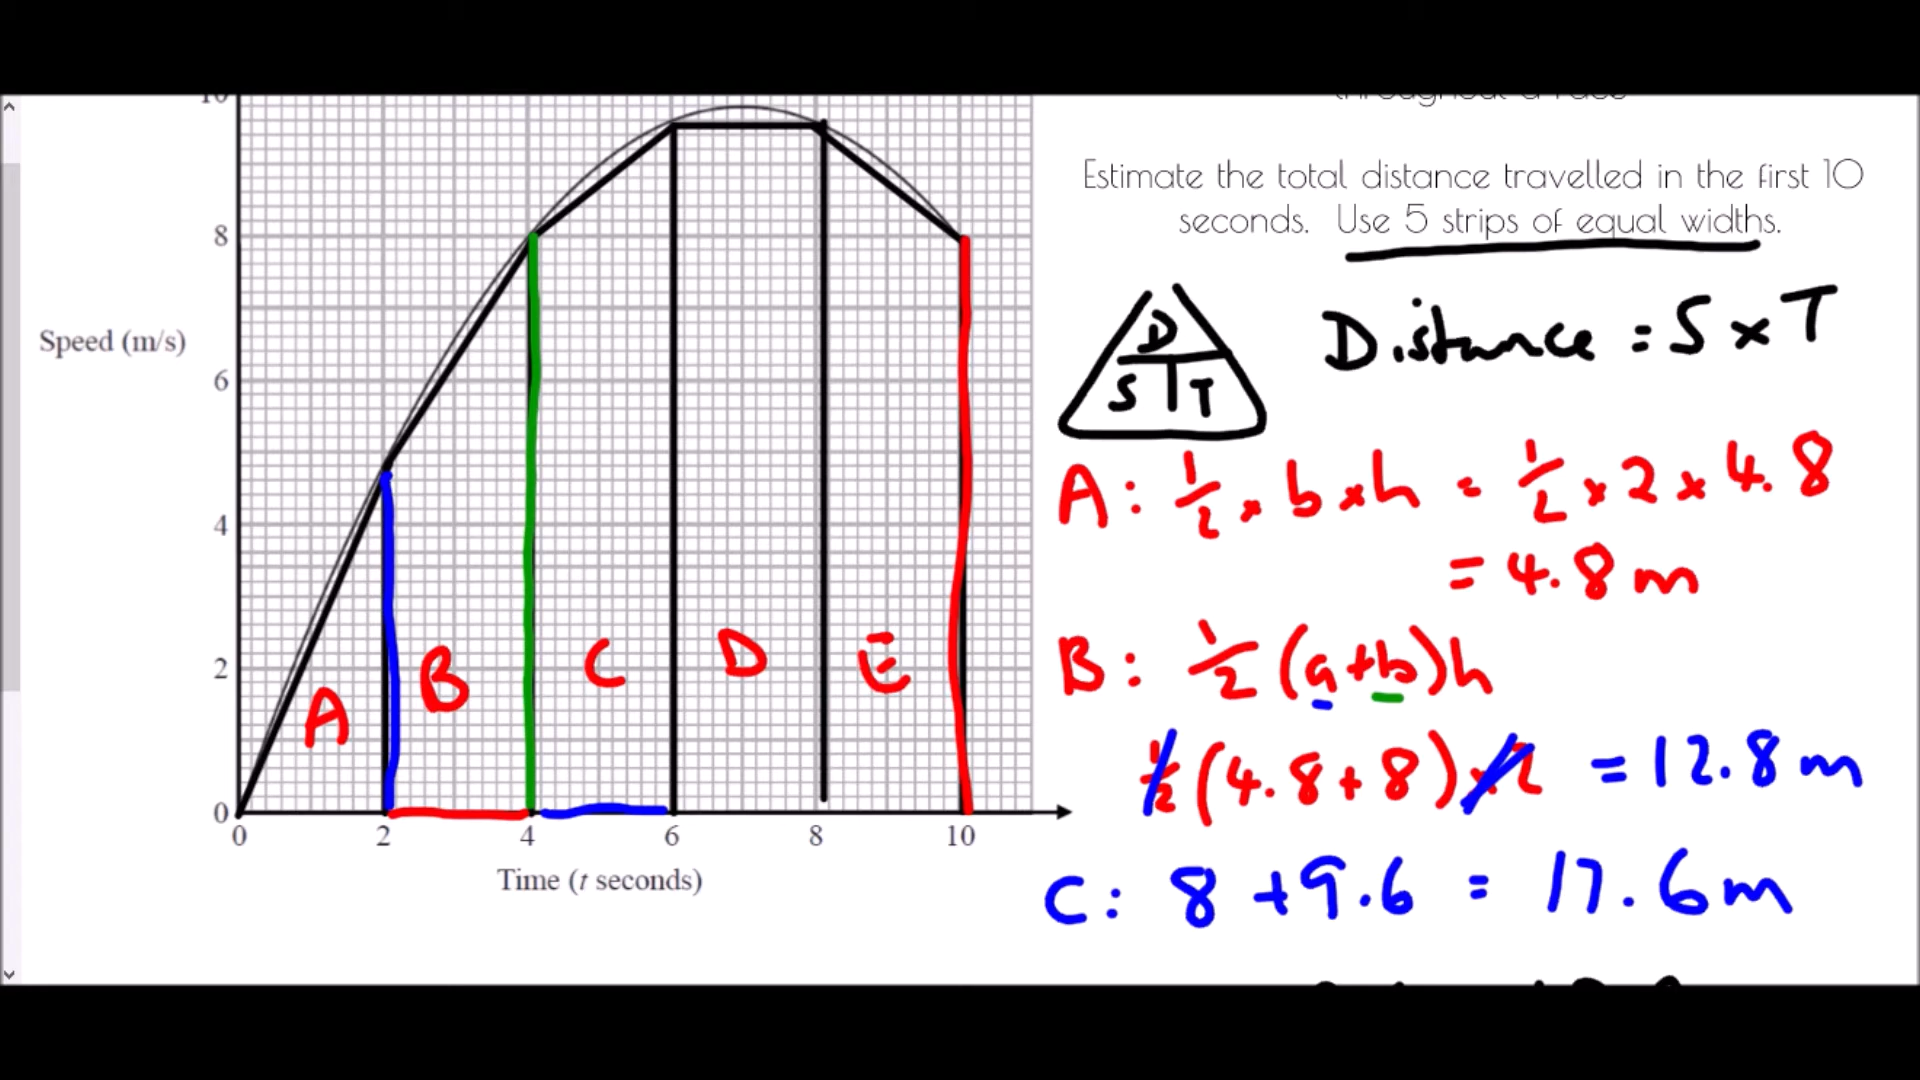 Estimate the total distance travelled in the first 10
seconds. Use 5 strips of equal widths.
D
S T
Distance = S × T
A: 1/2 × b × h = 1/2 × 2 × 4.8
= 4.8 m
B: 1/2 (a+b)h
1/2 (4.8 + 8) × 2 = 12.8 m
C: 8 + 9.6 = 17.6 m
10
8
6
4
2
0
Speed (m/s)
A
B
C
D
E
0 2 4 6 8 10
Time (t seconds)